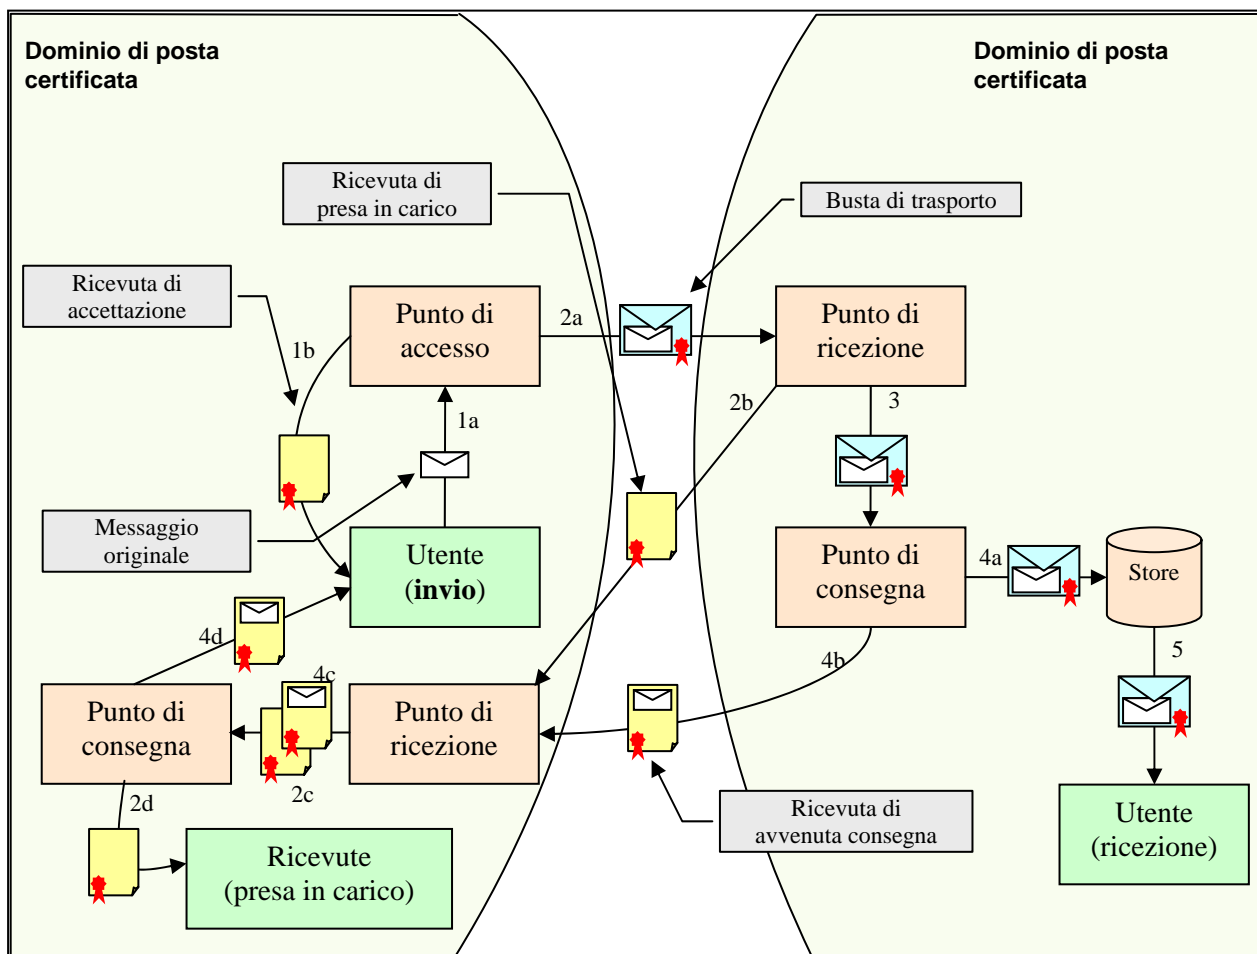 Dominio di posta
certificata
Dominio di posta
certificata
Ricevuta di
presa in carico
Busta di trasporto
Ricevuta di
accettazione
Punto di
accesso
2a
Punto di
ricezione
1b
1a
2b
3
Messaggio
originale
Utente
(invio)
Punto di
consegna
4a
Store
4d
4c
4b
5
Punto di
consegna
Punto di
ricezione
2c
2d
Ricevuta di
avvenuta consegna
Utente
(ricezione)
Ricevute
(presa in carico)